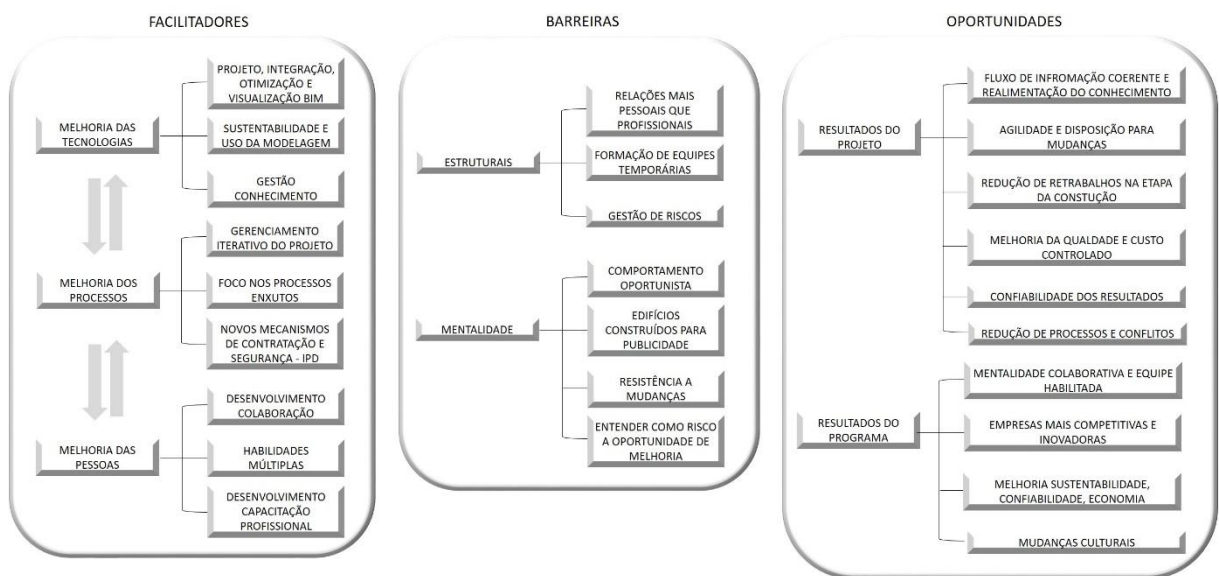 FACILITADORES
MELHORIA DAS
TECNOLOGIAS
PROJETO, INTEGRAÇÃO,
OTIMIZAÇÃO E
VISUALIZAÇÃO BIM
SUSTENTABILIDADE E
USO DA MODELAGEM
GESTÃO
CONHECIMENTO
MELHORIA DOS
PROCESSOS
GERENCIAMENTO
ITERATIVO DO PROJETO
FOCO NOS PROCESSOS
ENXUTOS
NOVOS MECANISMOS
DE CONTRATAÇÃO E
SEGURANÇA - IPD
MELHORIA DAS
PESSOAS
DESENVOLVIMENTO
COLABORAÇÃO
HABILIDADES
MÚLTIPLAS
DESENVOLVIMENTO
CAPACITAÇÃO
PROFISSIONAL
BARREIRAS
ESTRUTURAIS
RELAÇÕES MAIS
PESSOAIS QUE
PROFISSIONAIS
FORMAÇÃO DE EQUIPES
TEMPORÁRIAS
GESTÃO DE RISCOS
MENTALIDADE
COMPORTAMENTO
OPORTUNISTA
EDIFÍCIOS
CONSTRUÍDOS PARA
PUBLICIDADE
RESISTÊNCIA A
MUDANÇAS
ENTENDER COMO RISCO
A OPORTUNIDADE DE
MELHORIA
OPORTUNIDADES
RESULTADOS DO
PROJETO
FLUXO DE INFROMAÇÃO COERENTE E
REALIMENTAÇÃO DO CONHECIMENTO
AGILIDADE E DISPOSIÇÃO PARA
MUDANÇAS
REDUÇÃO DE RETRABALHOS NA ETAPA
DA CONSTUÇÃO
MELHORIA DA QUALDADE E CUSTO
CONTROLADO
CONFIABILIDADE DOS RESULTADOS
REDUÇÃO DE PROCESSOS E CONFLITOS
RESULTADOS DO
PROGRAMA
MENTALIDADE COLABORATIVA E EQUIPE
HABILITADA
EMPRESAS MAIS COMPETITIVAS E
INOVADORAS
MELHORIA SUSTENTABILIDADE,
CONFIABILIDADE, ECONOMIA
MUDANÇAS CULTURAIS